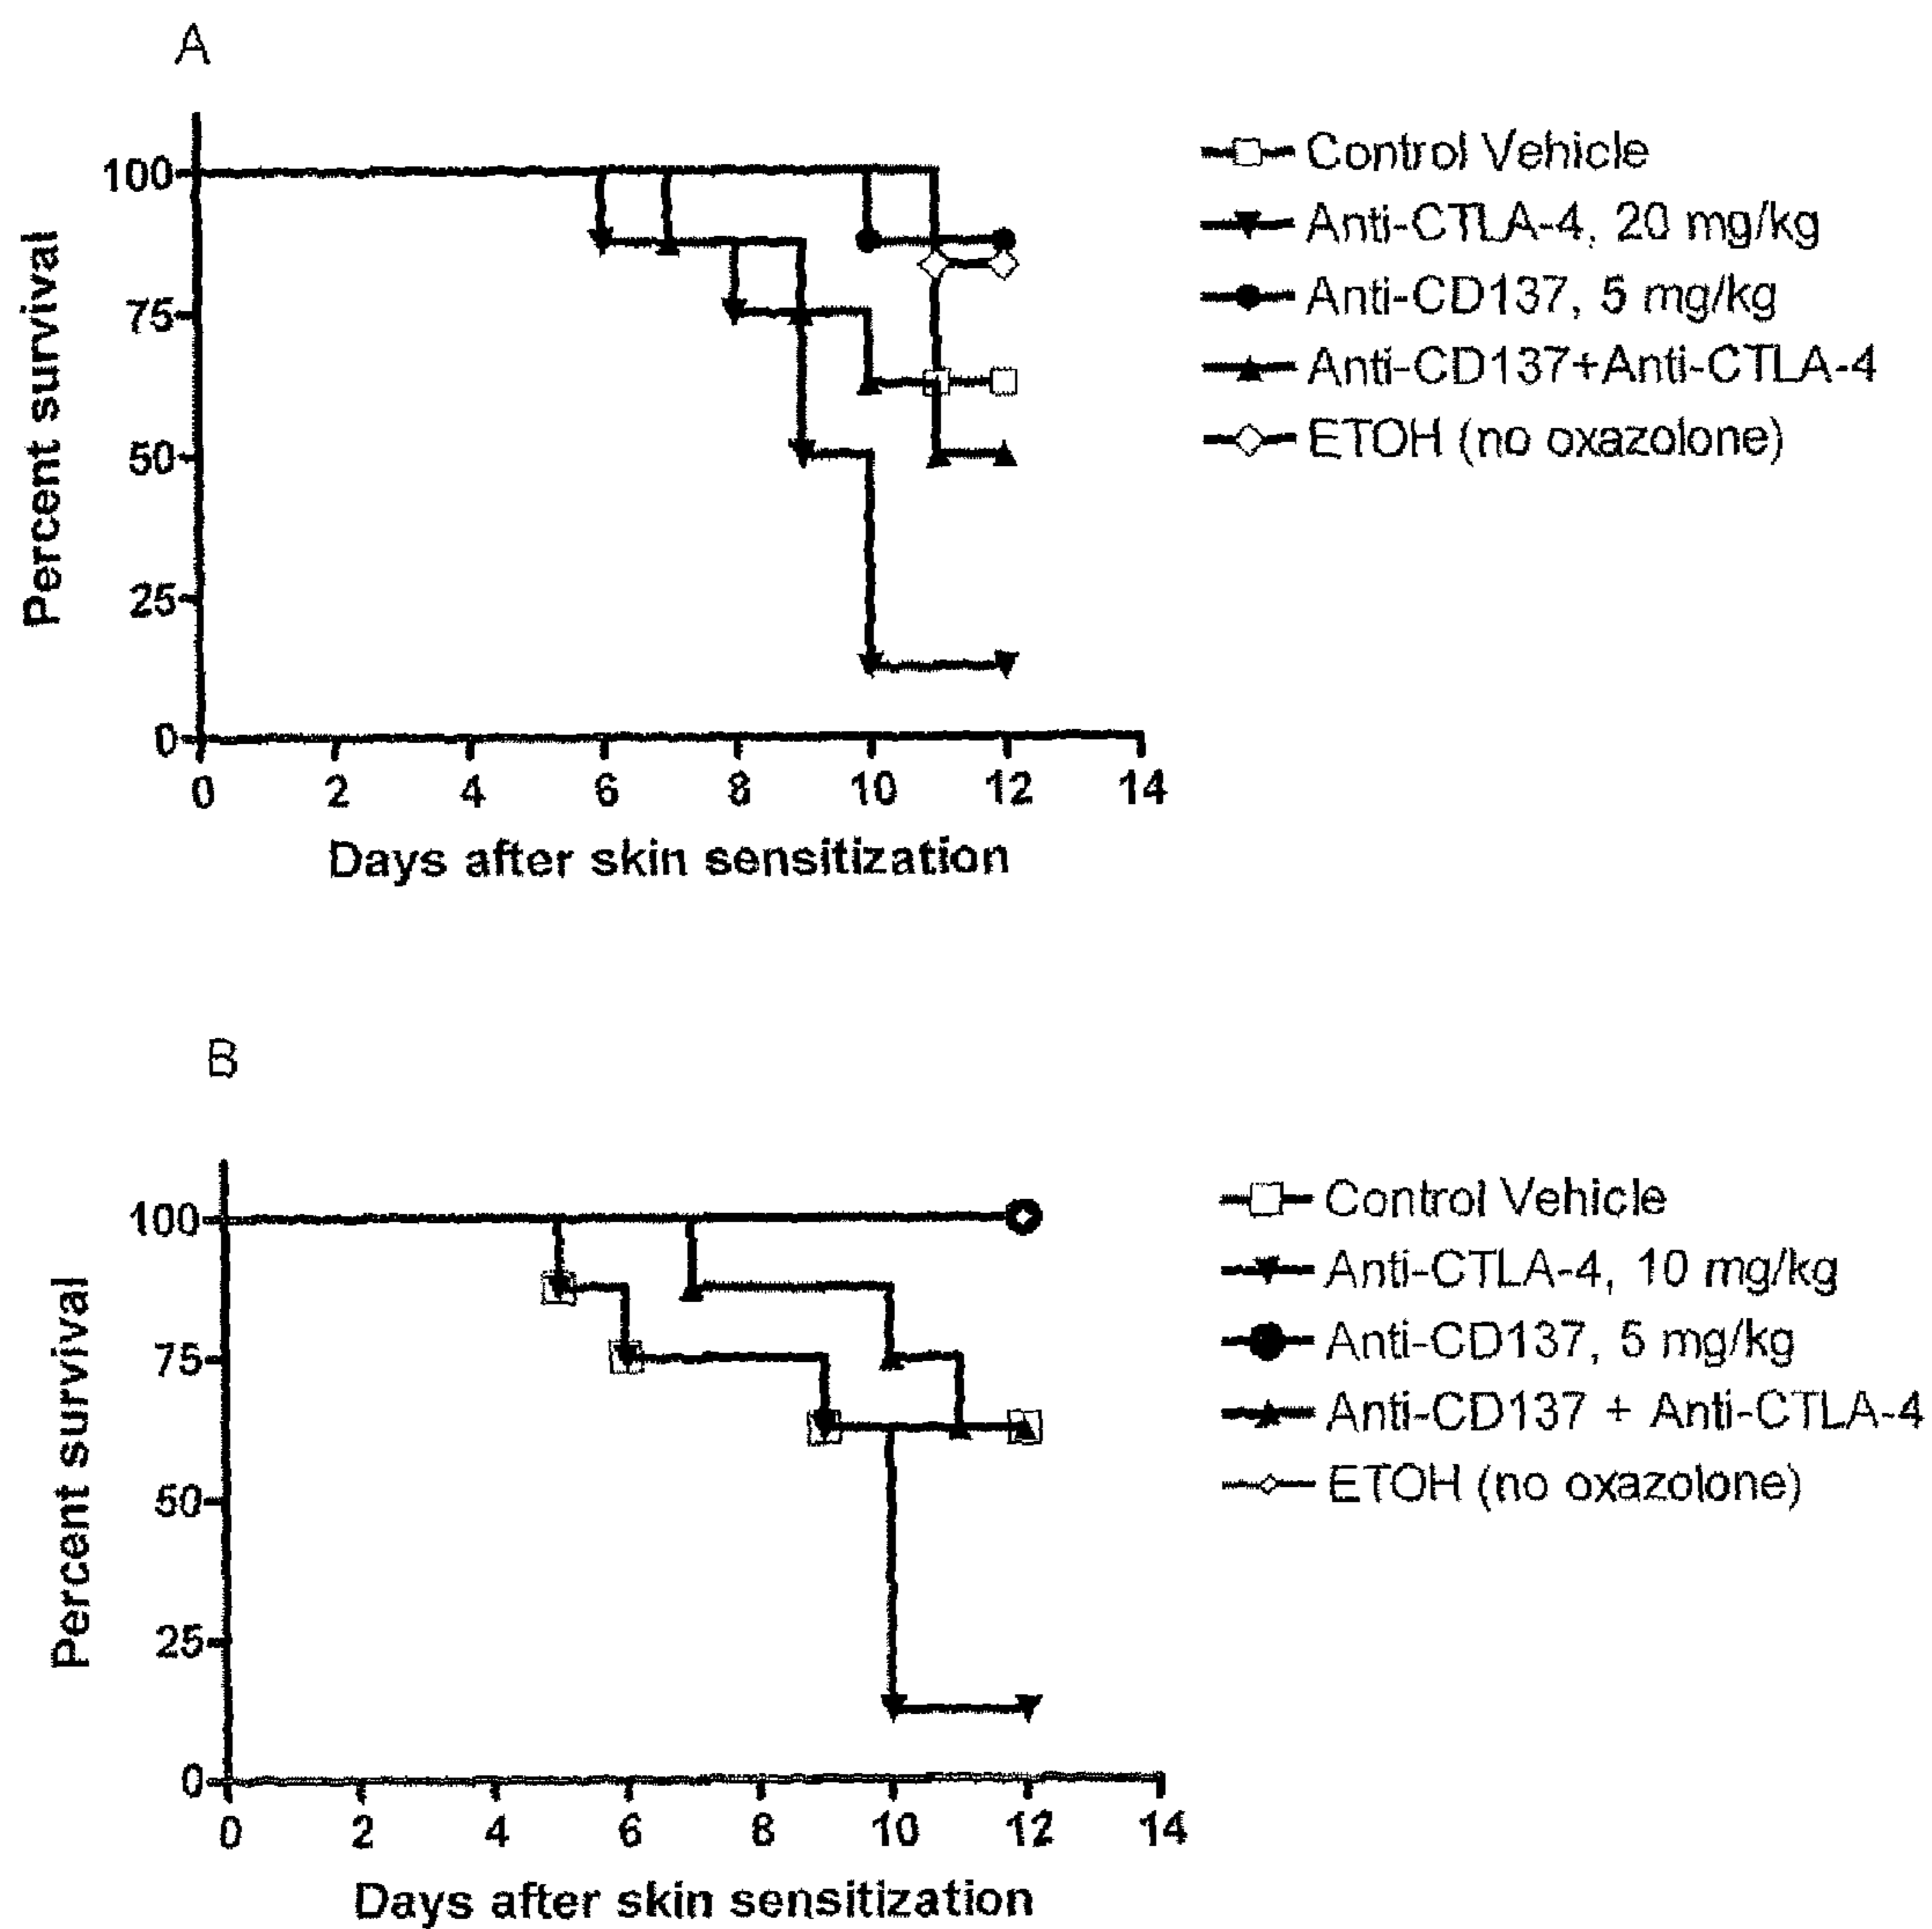 A
100
75
50
25
0
Percent survival
0 2 4 6 8 10 12 14
Days after skin sensitization
Control Vehicle
Anti-CTLA-4, 20 mg/kg
Anti-CD137, 5 mg/kg
Anti-CD137+Anti-CTLA-4
ETOH (no oxazolone)
B
100
75
50
25
0
Percent survival
0 2 4 6 8 10 12 14
Days after skin sensitization
Control Vehicle
Anti-CTLA-4, 10 mg/kg
Anti-CD137, 5 mg/kg
Anti-CD137 + Anti-CTLA-4
ETOH (no oxazolone)